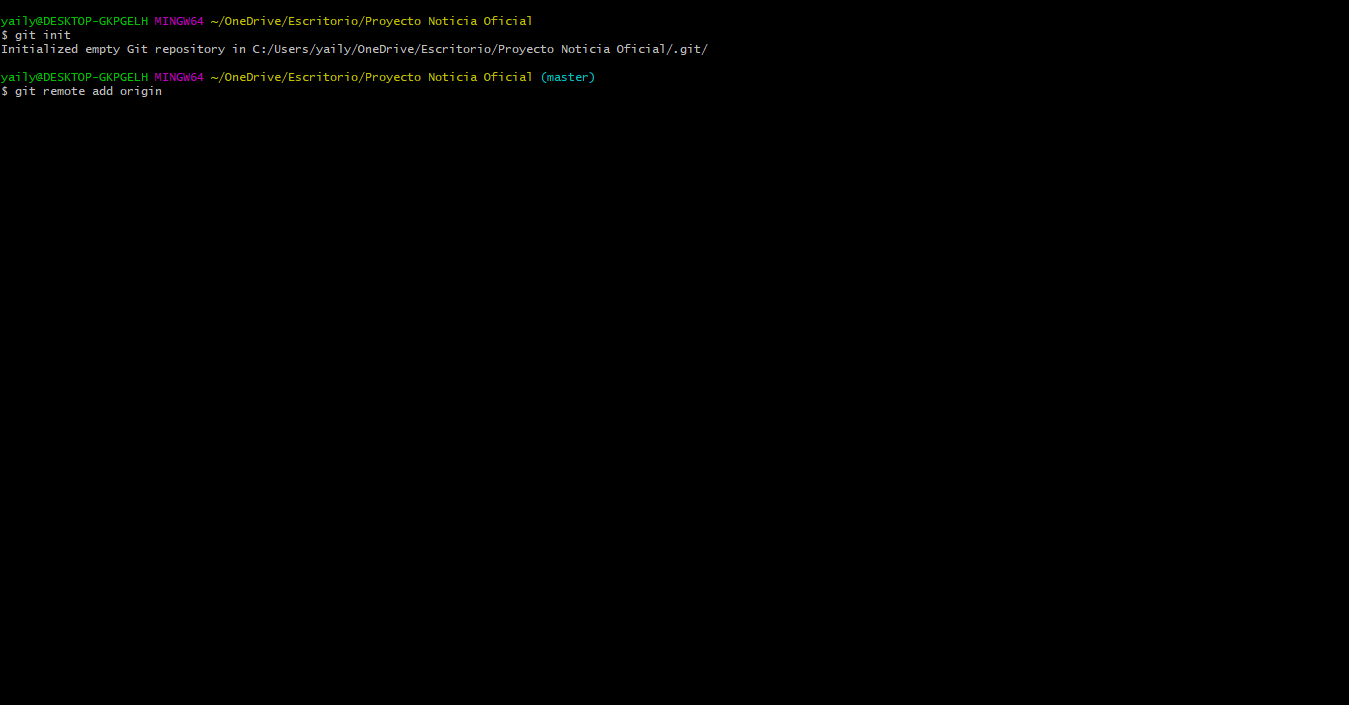 yaily@DESKTOP-GKPGELH MINGW64 ~/OneDrive/Escritorio/Proyecto Noticia Oficial
$ git init
Initialized empty Git repository in C:/Users/yaily/OneDrive/Escritorio/Proyecto Noticia Oficial/.git/
yaily@DESKTOP-GKPGELH MINGW64 ~/OneDrive/Escritorio/Proyecto Noticia Oficial (master)
$ git remote add origin